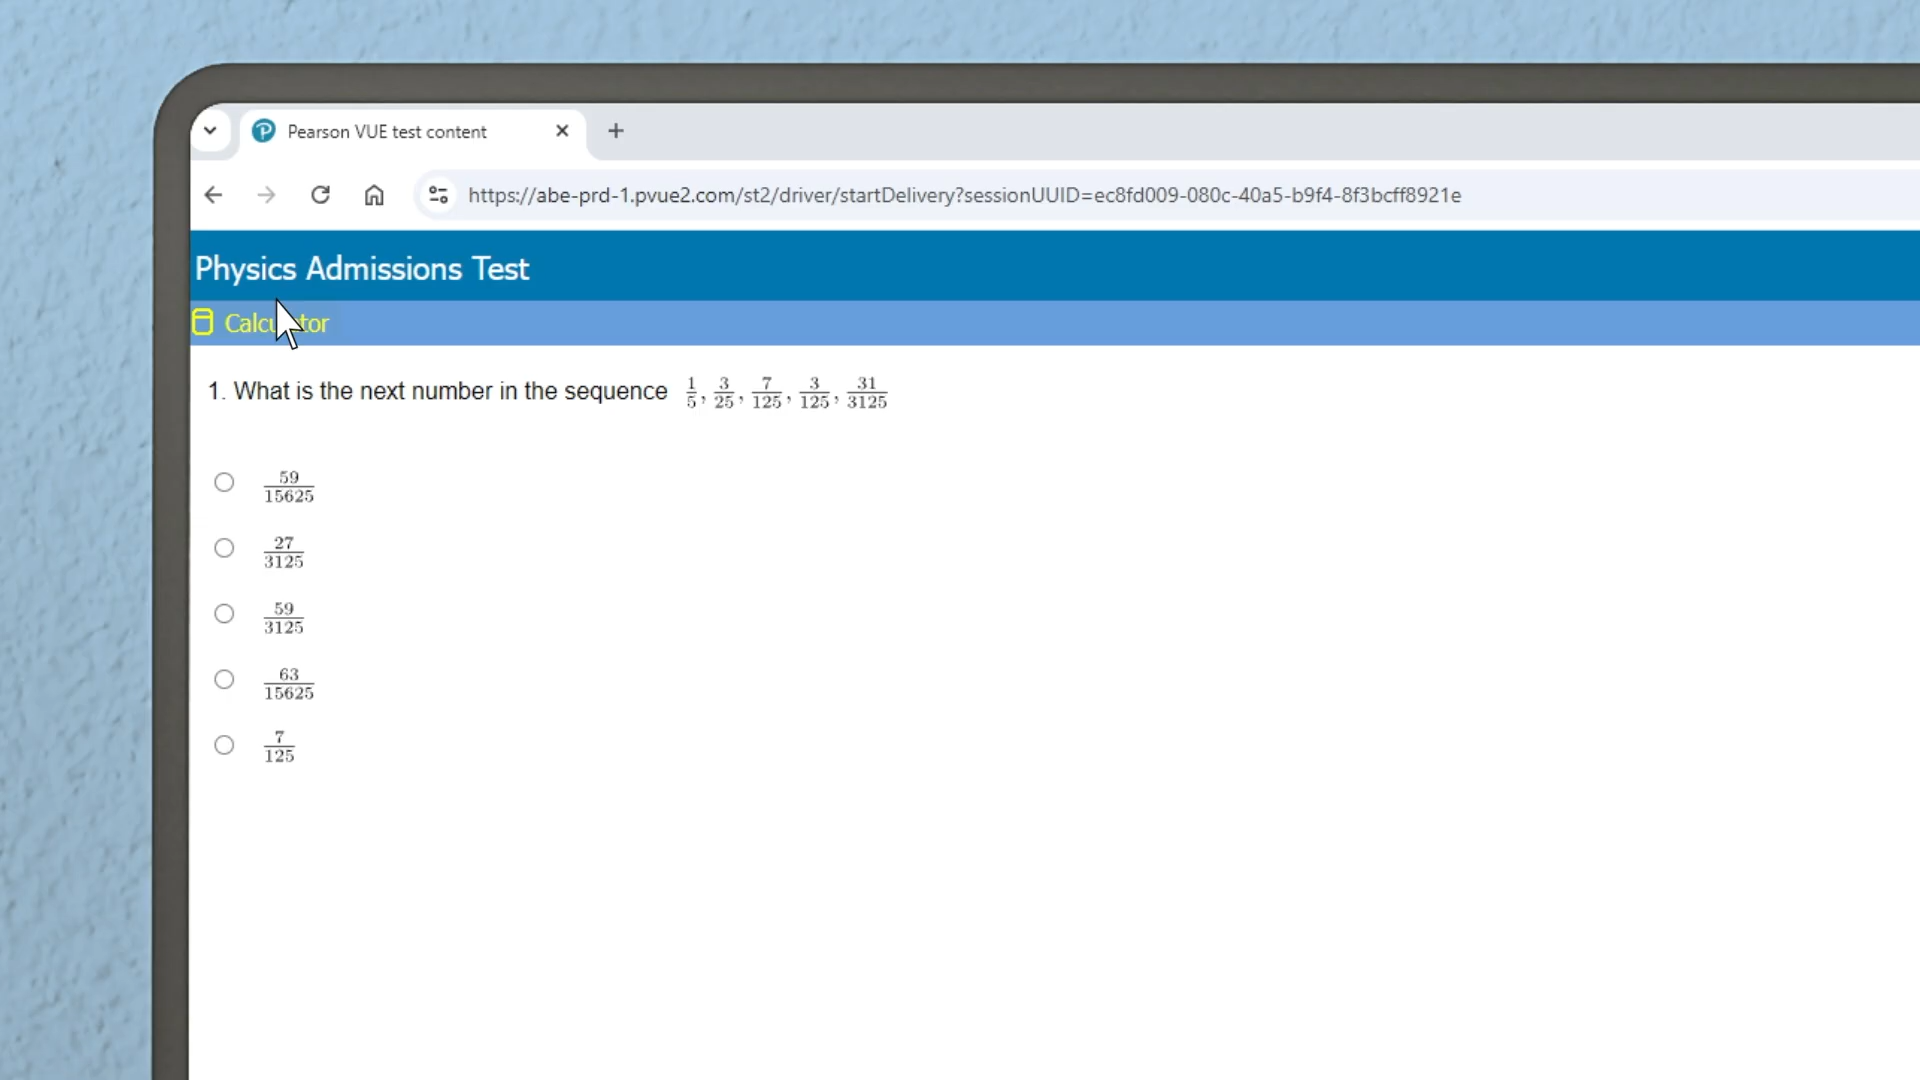 Pearson VUE test content
https://abe-prd-1.pvue2.com/st2/driver/startDelivery?sessionUUID=ec8fd009-080c-40a5-b9f4-8f3bcff8921e
Physics Admissions Test
Calculator
1. What is the next number in the sequence 1/5, 3/25, 7/125, 3/125, 31/3125
59/15625
27/3125
59/3125
63/15625
7/125